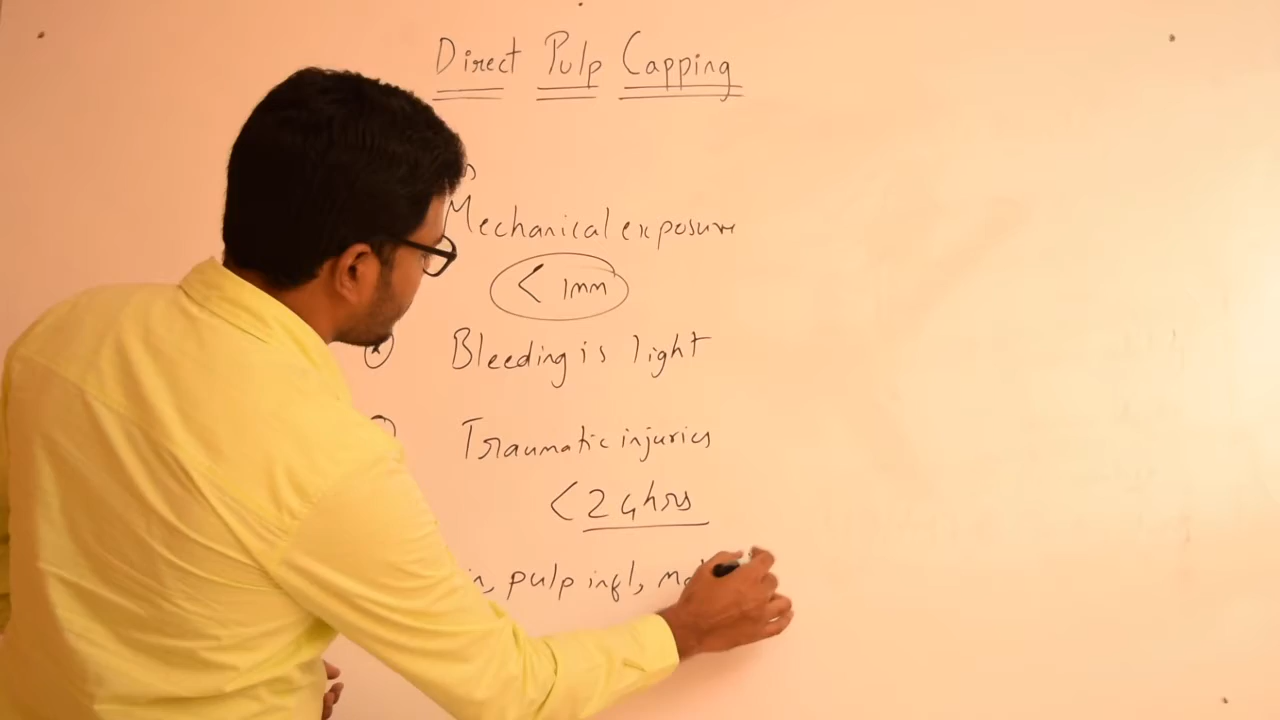 Direct Pulp Capping
Mechanical exposure
< 1mm
Bleeding is light
Traumatic injuries
< 24hrs
pulp infl,